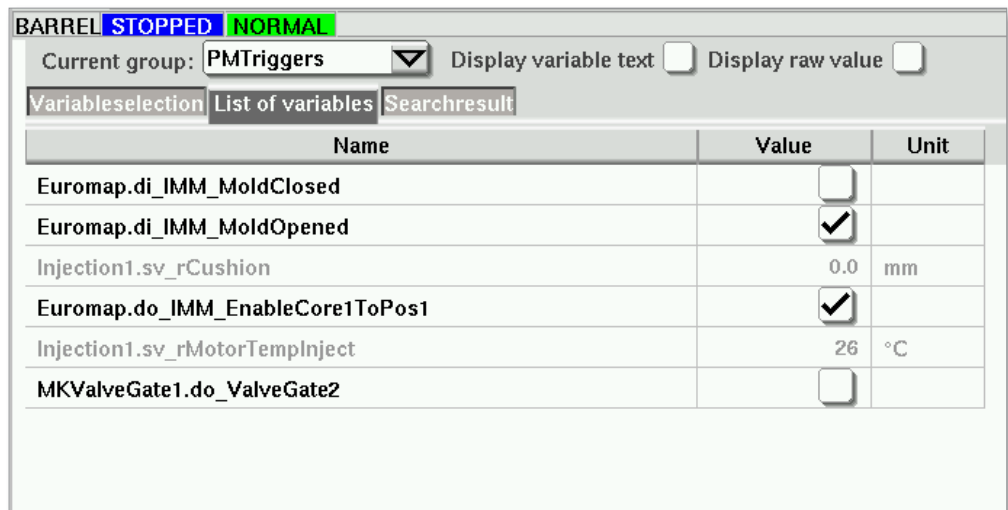 BARREL STOPPED NORMAL
Current group: PMTriggers Display variable text Display raw value
Variableselection List of variables Searchresult
Name Value Unit
Euromap.di_IMM_MoldClosed
Euromap.di_IMM_MoldOpened
Injection1.sv_rCushion 0.0 mm
Euromap.do_IMM_EnableCore1ToPos1
Injection1.sv_rMotorTempInject 26 °C
MKValveGate1.do_ValveGate2